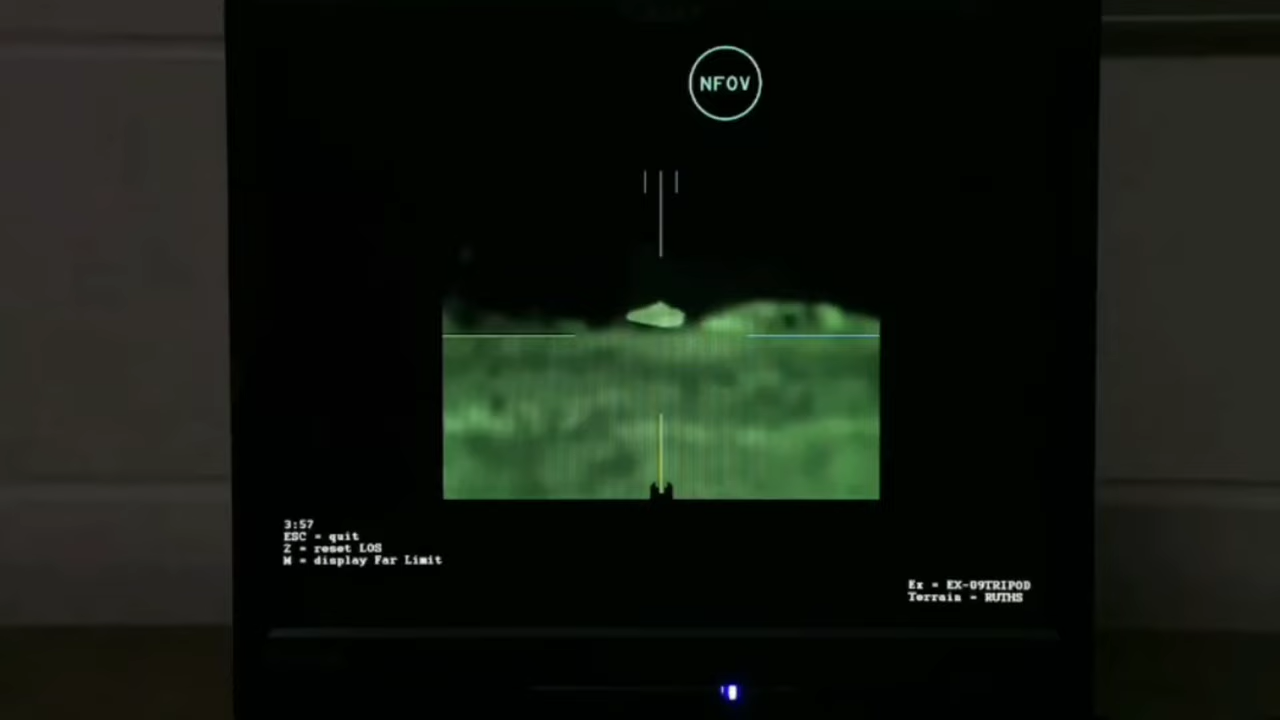 NFOV
3:57
ESC = quit
Z = reset LOS
M = display Far Limit
Ex = EX-09TRIPOD
Terrain = RUTHS